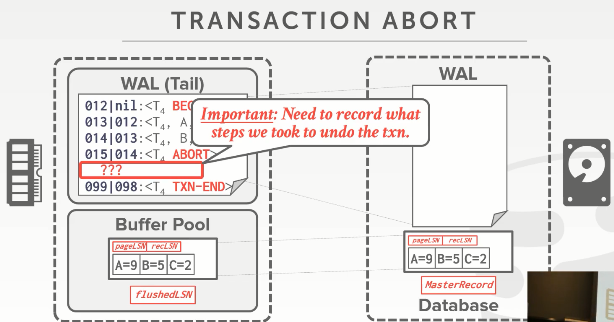 TRANSACTION ABORT
WAL (Tail)
012|nil:<T4 BEG
013|012:<T4, A,
014|013:<T4, B,
015|014:<T4 ABORT>
???
099|098:<T4 TXN-END>
Important: Need to record what
steps we took to undo the txn.
Buffer Pool
pageLSN recLSN
A=9 B=5 C=2
flushedLSN
WAL
pageLSN recLSN
A=9 B=5 C=2
MasterRecord
Database